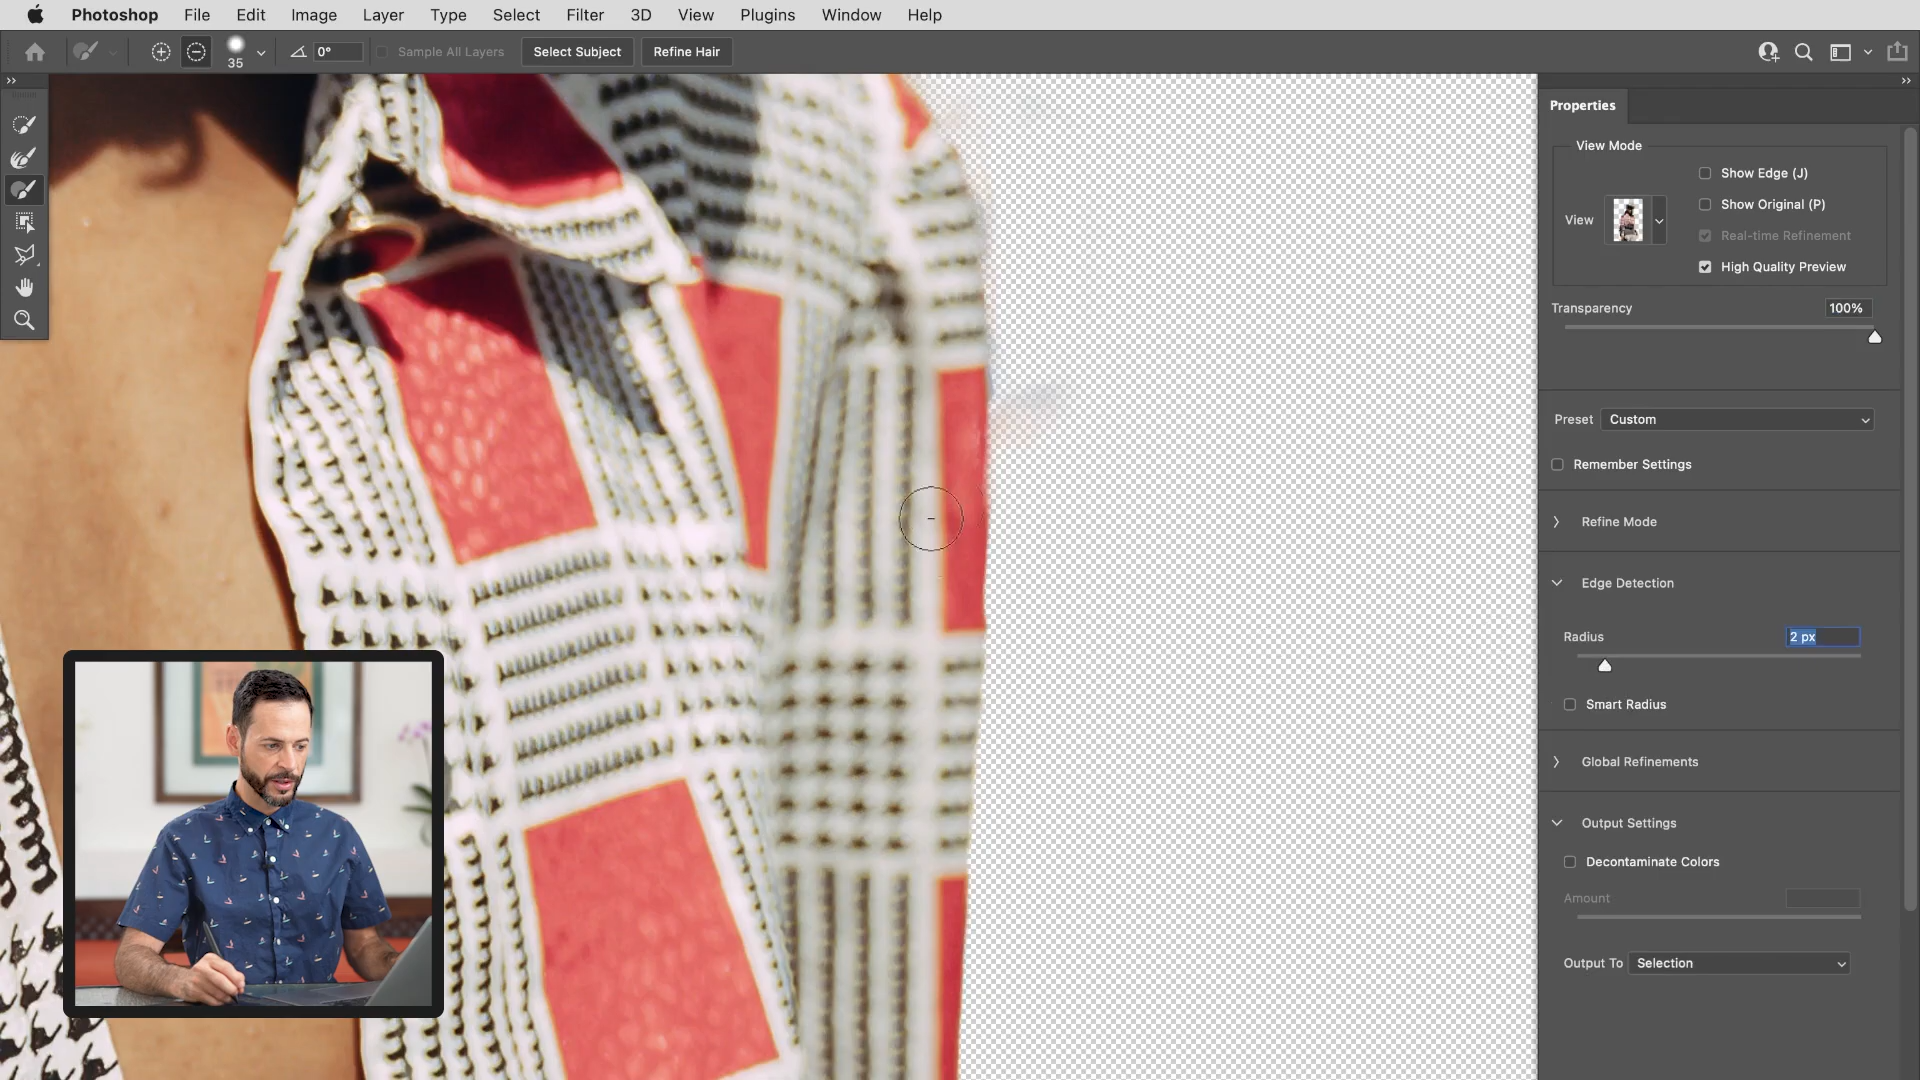 Photoshop File Edit Image Layer Type Select Filter 3D View Plugins Window Help
35 0° Sample All Layers Select Subject Refine Hair
Properties
View Mode
Show Edge (J)
View
Show Original (P)
Real-time Refinement
High Quality Preview
Transparency 100%
Preset Custom
Remember Settings
Refine Mode
Edge Detection
Radius 2 px
Smart Radius
Global Refinements
Output Settings
Decontaminate Colors
Amount
Output To Selection